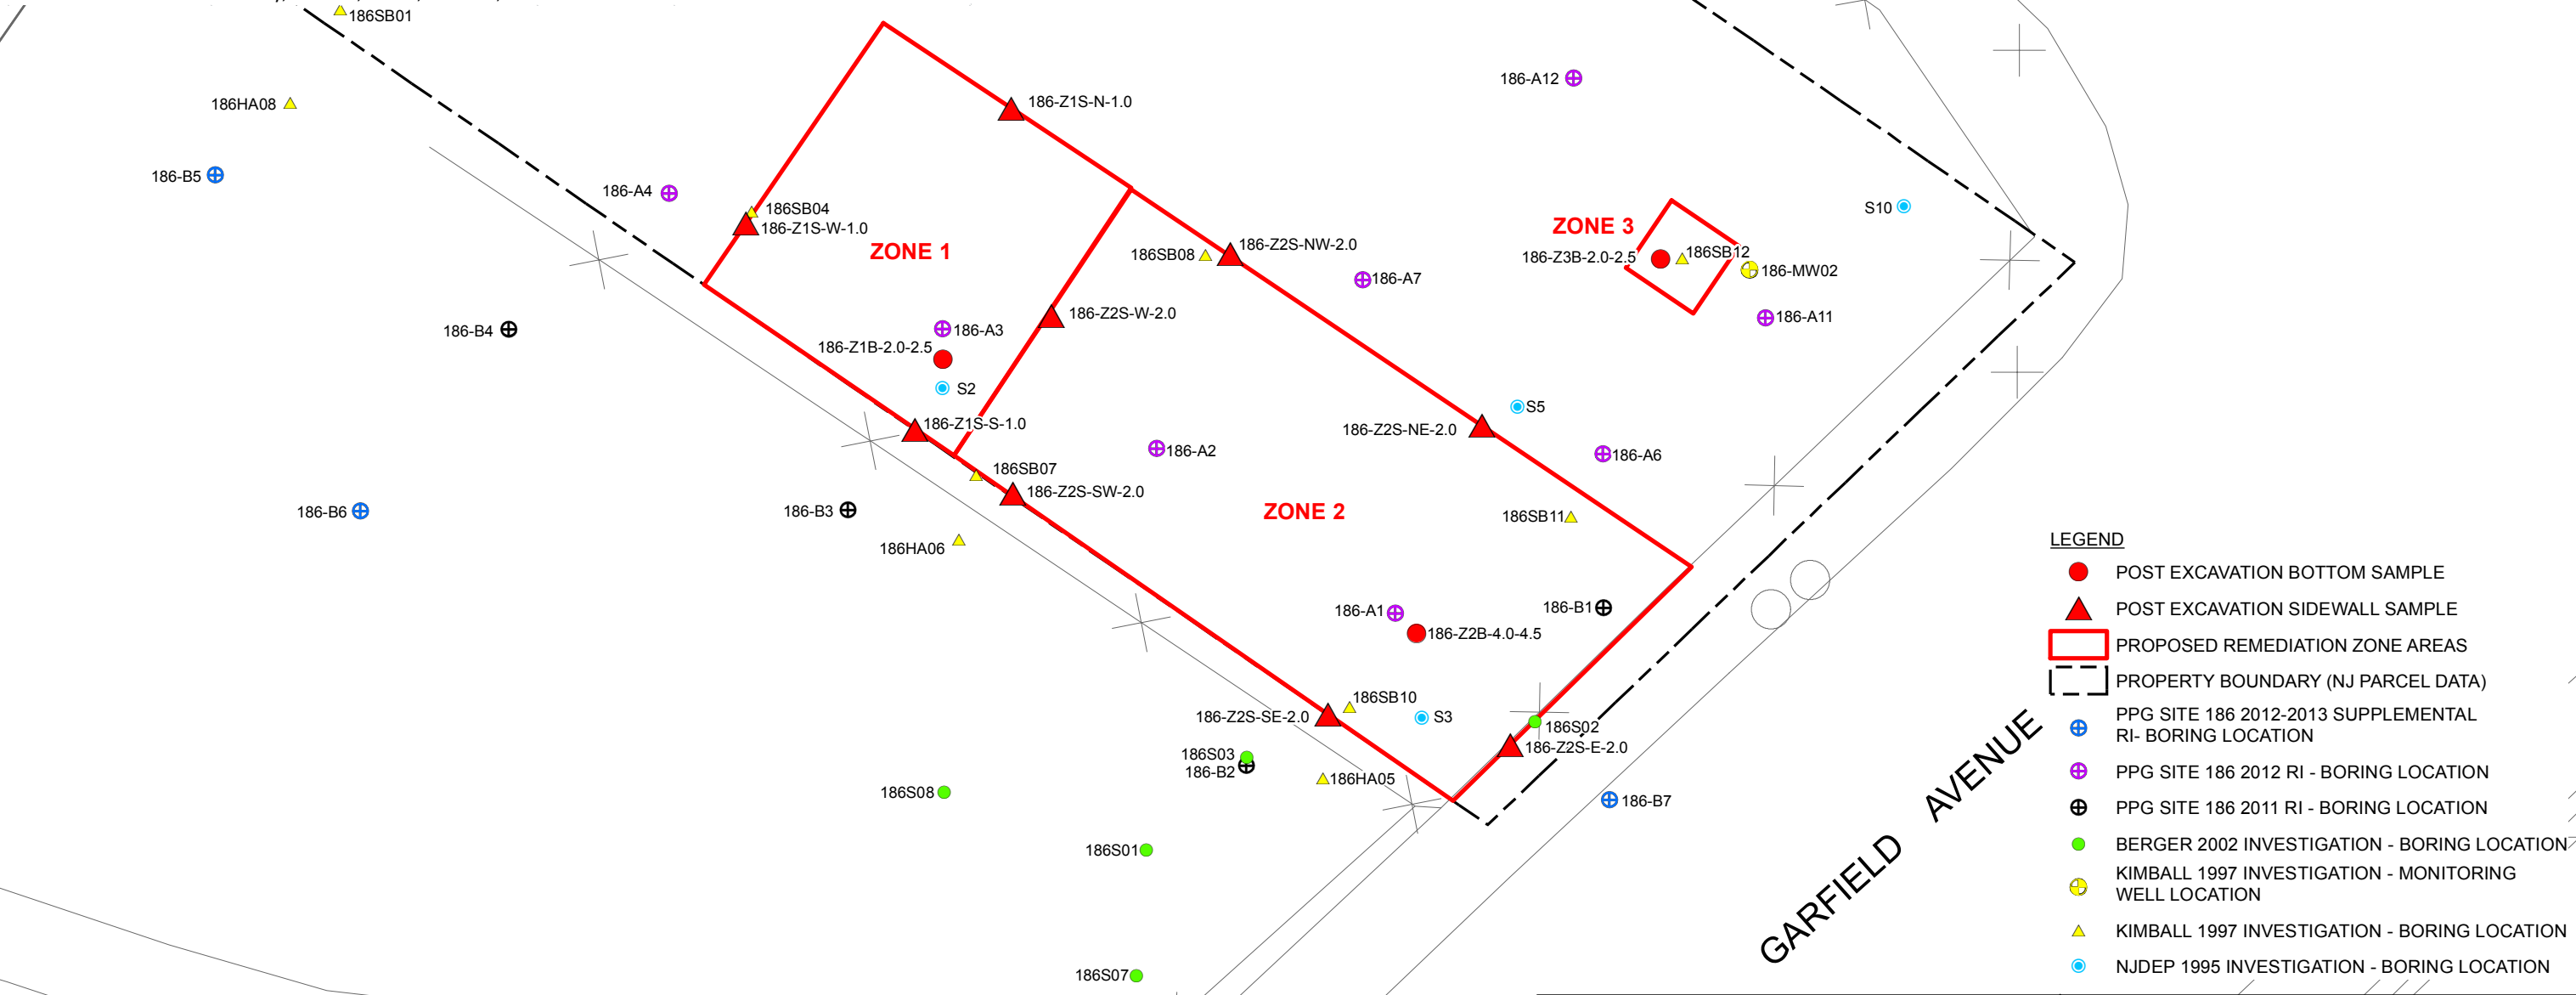 186SB01
186HA08
186-B5
186-A4
186-Z1S-N-1.0
186-A12
186SB04
186-Z1S-W-1.0
ZONE 1
186SB08
186-Z2S-NW-2.0
186-A7
ZONE 3
186-Z3B-2.0-2.5
186SB12
186-MW02
186-A11
S10
186-B4
186-A3
186-Z1B-2.0-2.5
S2
186-Z2S-W-2.0
186-Z1S-S-1.0
S5
186-Z2S-NE-2.0
186-A6
186-A2
186SB07
186-Z2S-SW-2.0
186-B6
186-B3
186HA06
ZONE 2
186SB11
186-A1
186-Z2B-4.0-4.5
186-B1
186SB10
186-Z2S-SE-2.0
S3
186S02
186-Z2S-E-2.0
186S03
186-B2
186HA05
186S08
186-B7
186S01
186S07
GARFIELD AVENUE
LEGEND
POST EXCAVATION BOTTOM SAMPLE
POST EXCAVATION SIDEWALL SAMPLE
PROPOSED REMEDIATION ZONE AREAS
PROPERTY BOUNDARY (NJ PARCEL DATA)
PPG SITE 186 2012-2013 SUPPLEMENTAL
RI- BORING LOCATION
PPG SITE 186 2012 RI - BORING LOCATION
PPG SITE 186 2011 RI - BORING LOCATION
BERGER 2002 INVESTIGATION - BORING LOCATION
KIMBALL 1997 INVESTIGATION - MONITORING
WELL LOCATION
KIMBALL 1997 INVESTIGATION - BORING LOCATION
NJDEP 1995 INVESTIGATION - BORING LOCATION